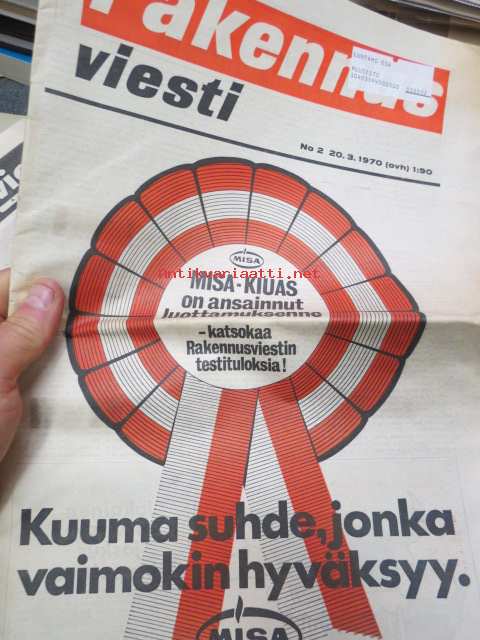 Rakennus
viesti
No 2 20.3.1970 (ovh) 1:90
MISA
antikvariaatti.net
MISA-KIUAS
on ansainnut
luottamuksenne
-katsokaa
Rakennusviestin
testituloksia!
Kuuma suhde, jonka
vaimokin hyväksyy.
MISA